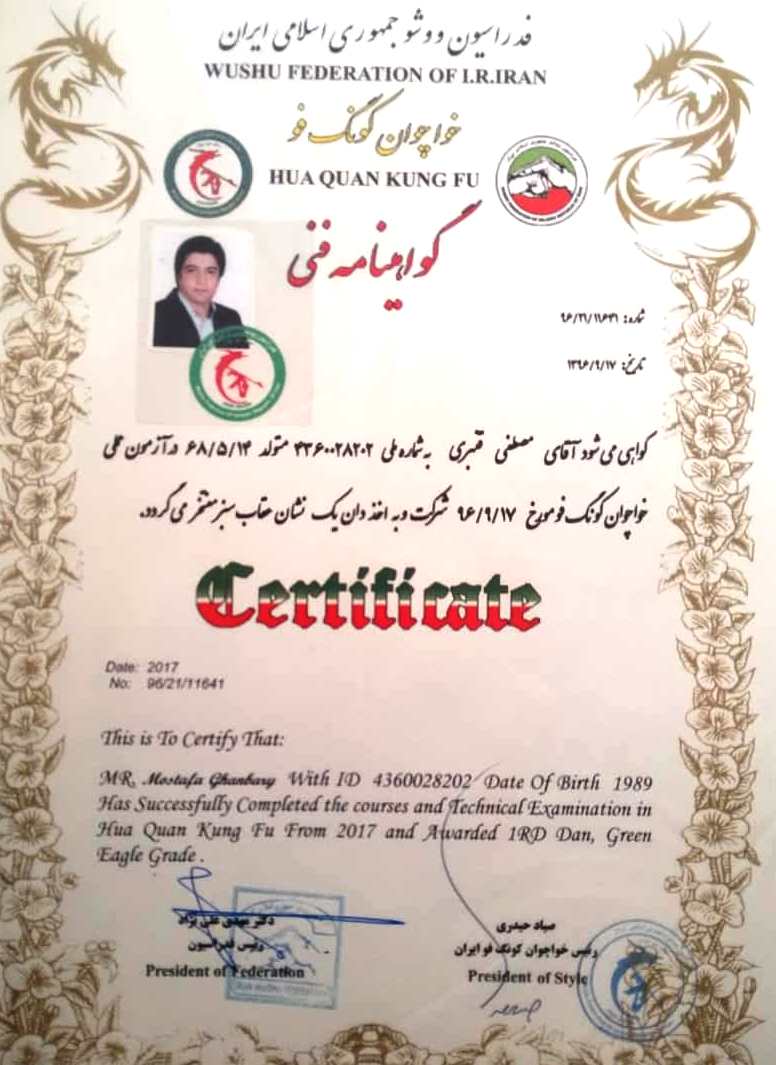 فدراسیون ووشو جمهوری اسلامی ایران
WUSHU FEDERATION OF I.R.IRAN
خواچوان کونگ فو
HUA QUAN KUNG FU
گواهینامه فنی
شماره: ۹۶/۲۱/۱۱۶۴۱
تاریخ: ۱۳۹۶/۹/۱۷
گواهی می شود آقای مصطفی قنبری به شماره ملی ۴۳۶۰۰۲۸۲۰۲ متولد ۶۸/۵/۱۴ در آزمون عملی
خواچوان کونگ فو مورخ ۹۶/۹/۱۷ شرکت و به اخذ دان یک نشان عقاب سبز مفتخر می گردد.
Certificate
Date: 2017
No: 96/21/11641
This is To Certify That:
MR, Mostafa Ghanbary With ID 4360028202 Date Of Birth 1989
Has Successfully Completed the courses and Technical Examination in
Hua Quan Kung Fu From 2017 and Awarded 1RD Dan, Green
Eagle Grade .
دکتر مهدی علی نژاد
رئیس فدراسیون
President of Federation
صیاد حیدری
رئیس خواچوان کونگ فو ایران
President of Style